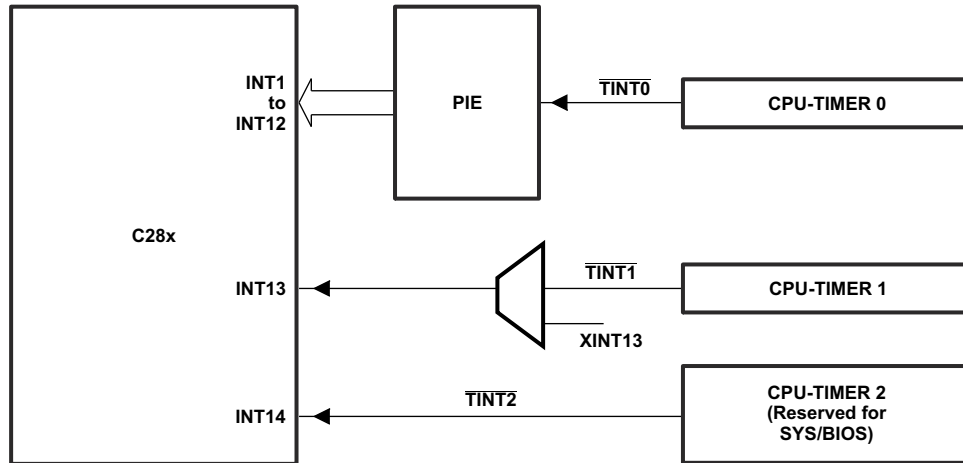 INT1
to
INT12
PIE
TINT0
CPU-TIMER 0
C28x
INT13
TINT1
CPU-TIMER 1
XINT13
INT14
TINT2
CPU-TIMER 2
(Reserved for
SYS/BIOS)